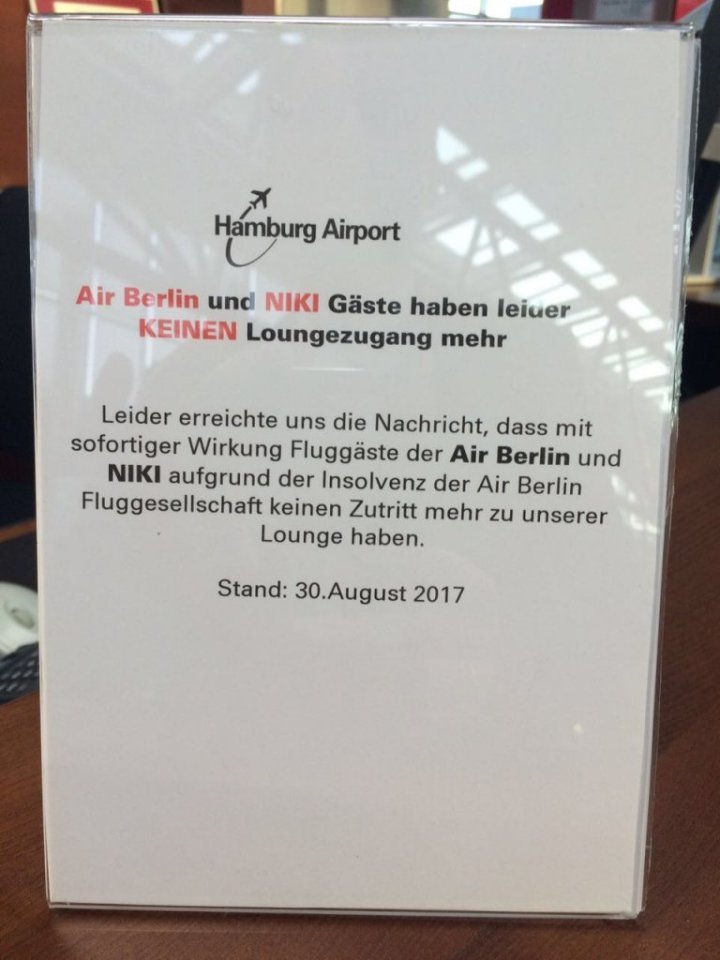 Hamburg Airport
Air Berlin und NIKI Gäste haben leider
KEINEN Loungezugang mehr
Leider erreichte uns die Nachricht, dass mit
sofortiger Wirkung Fluggäste der Air Berlin und
NIKI aufgrund der Insolvenz der Air Berlin
Fluggesellschaft keinen Zutritt mehr zu unserer
Lounge haben.
Stand: 30.August 2017